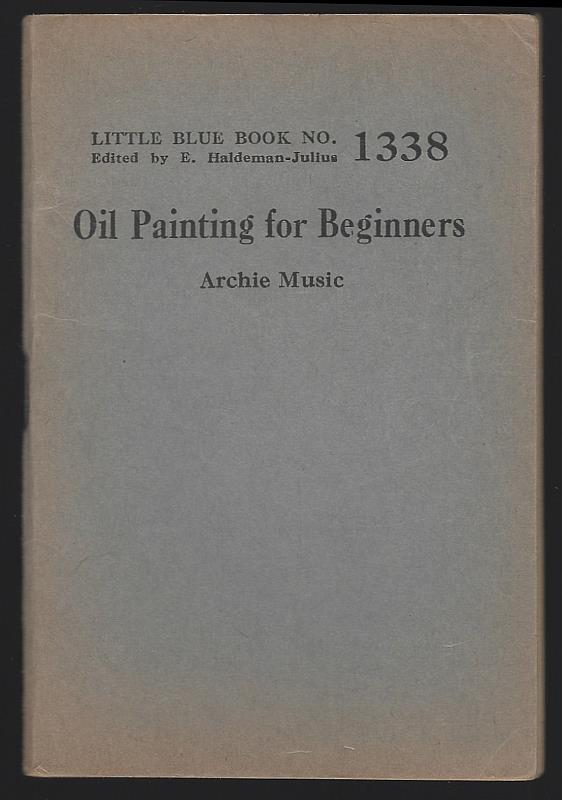 LITTLE BLUE BOOK NO. 1338
Edited by E. Haldeman-Julius
Oil Painting for Beginners
Archie Music